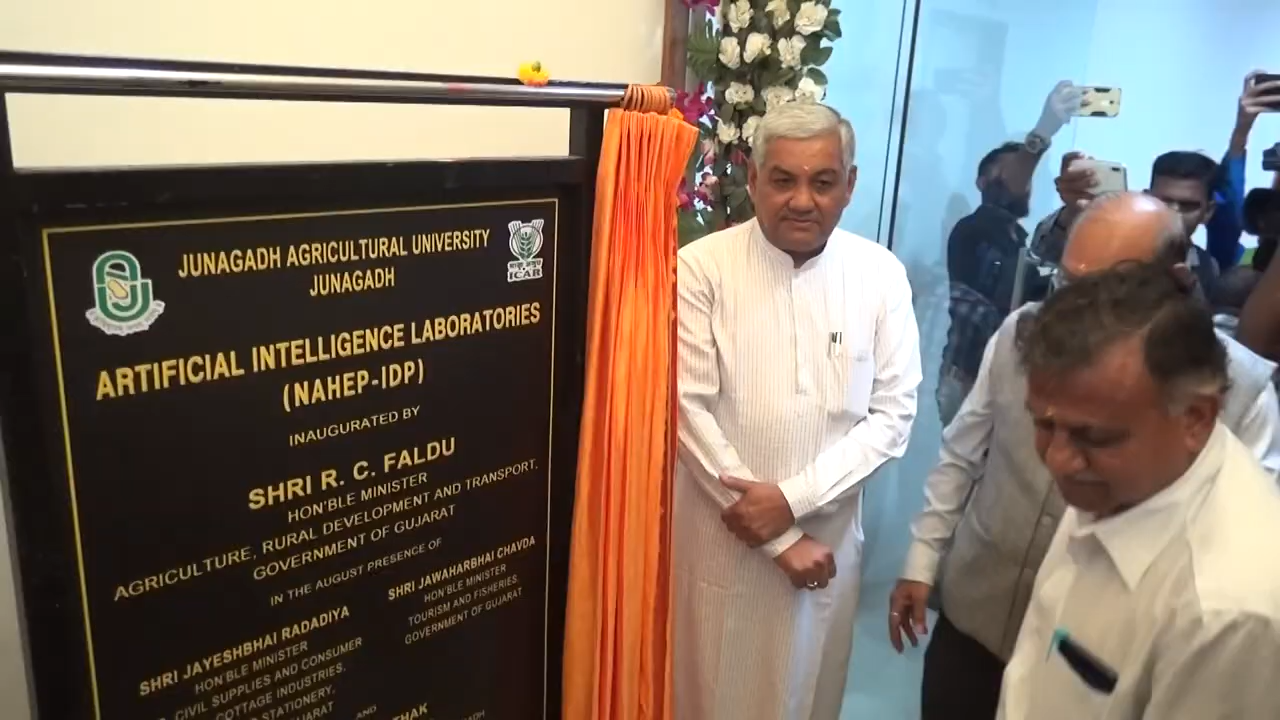 JUNAGADH AGRICULTURAL UNIVERSITY
JUNAGADH
ICAR
ARTIFICIAL INTELLIGENCE LABORATORIES
(NAHEP-IDP)
INAUGURATED BY
SHRI R. C. FALDU
HON'BLE MINISTER
AGRICULTURE, RURAL DEVELOPMENT AND TRANSPORT,
GOVERNMENT OF GUJARAT
IN THE AUGUST PRESENCE OF
SHRI JAWAHARBHAI CHAVDA
HON'BLE MINISTER
TOURISM AND FISHERIES,
GOVERNMENT OF GUJARAT
SHRI JAYESHBHAI RADADIYA
HON'BLE MINISTER
CIVIL SUPPLIES AND CONSUMER
COTTAGE INDUSTRIES,
STATIONERY,
AND